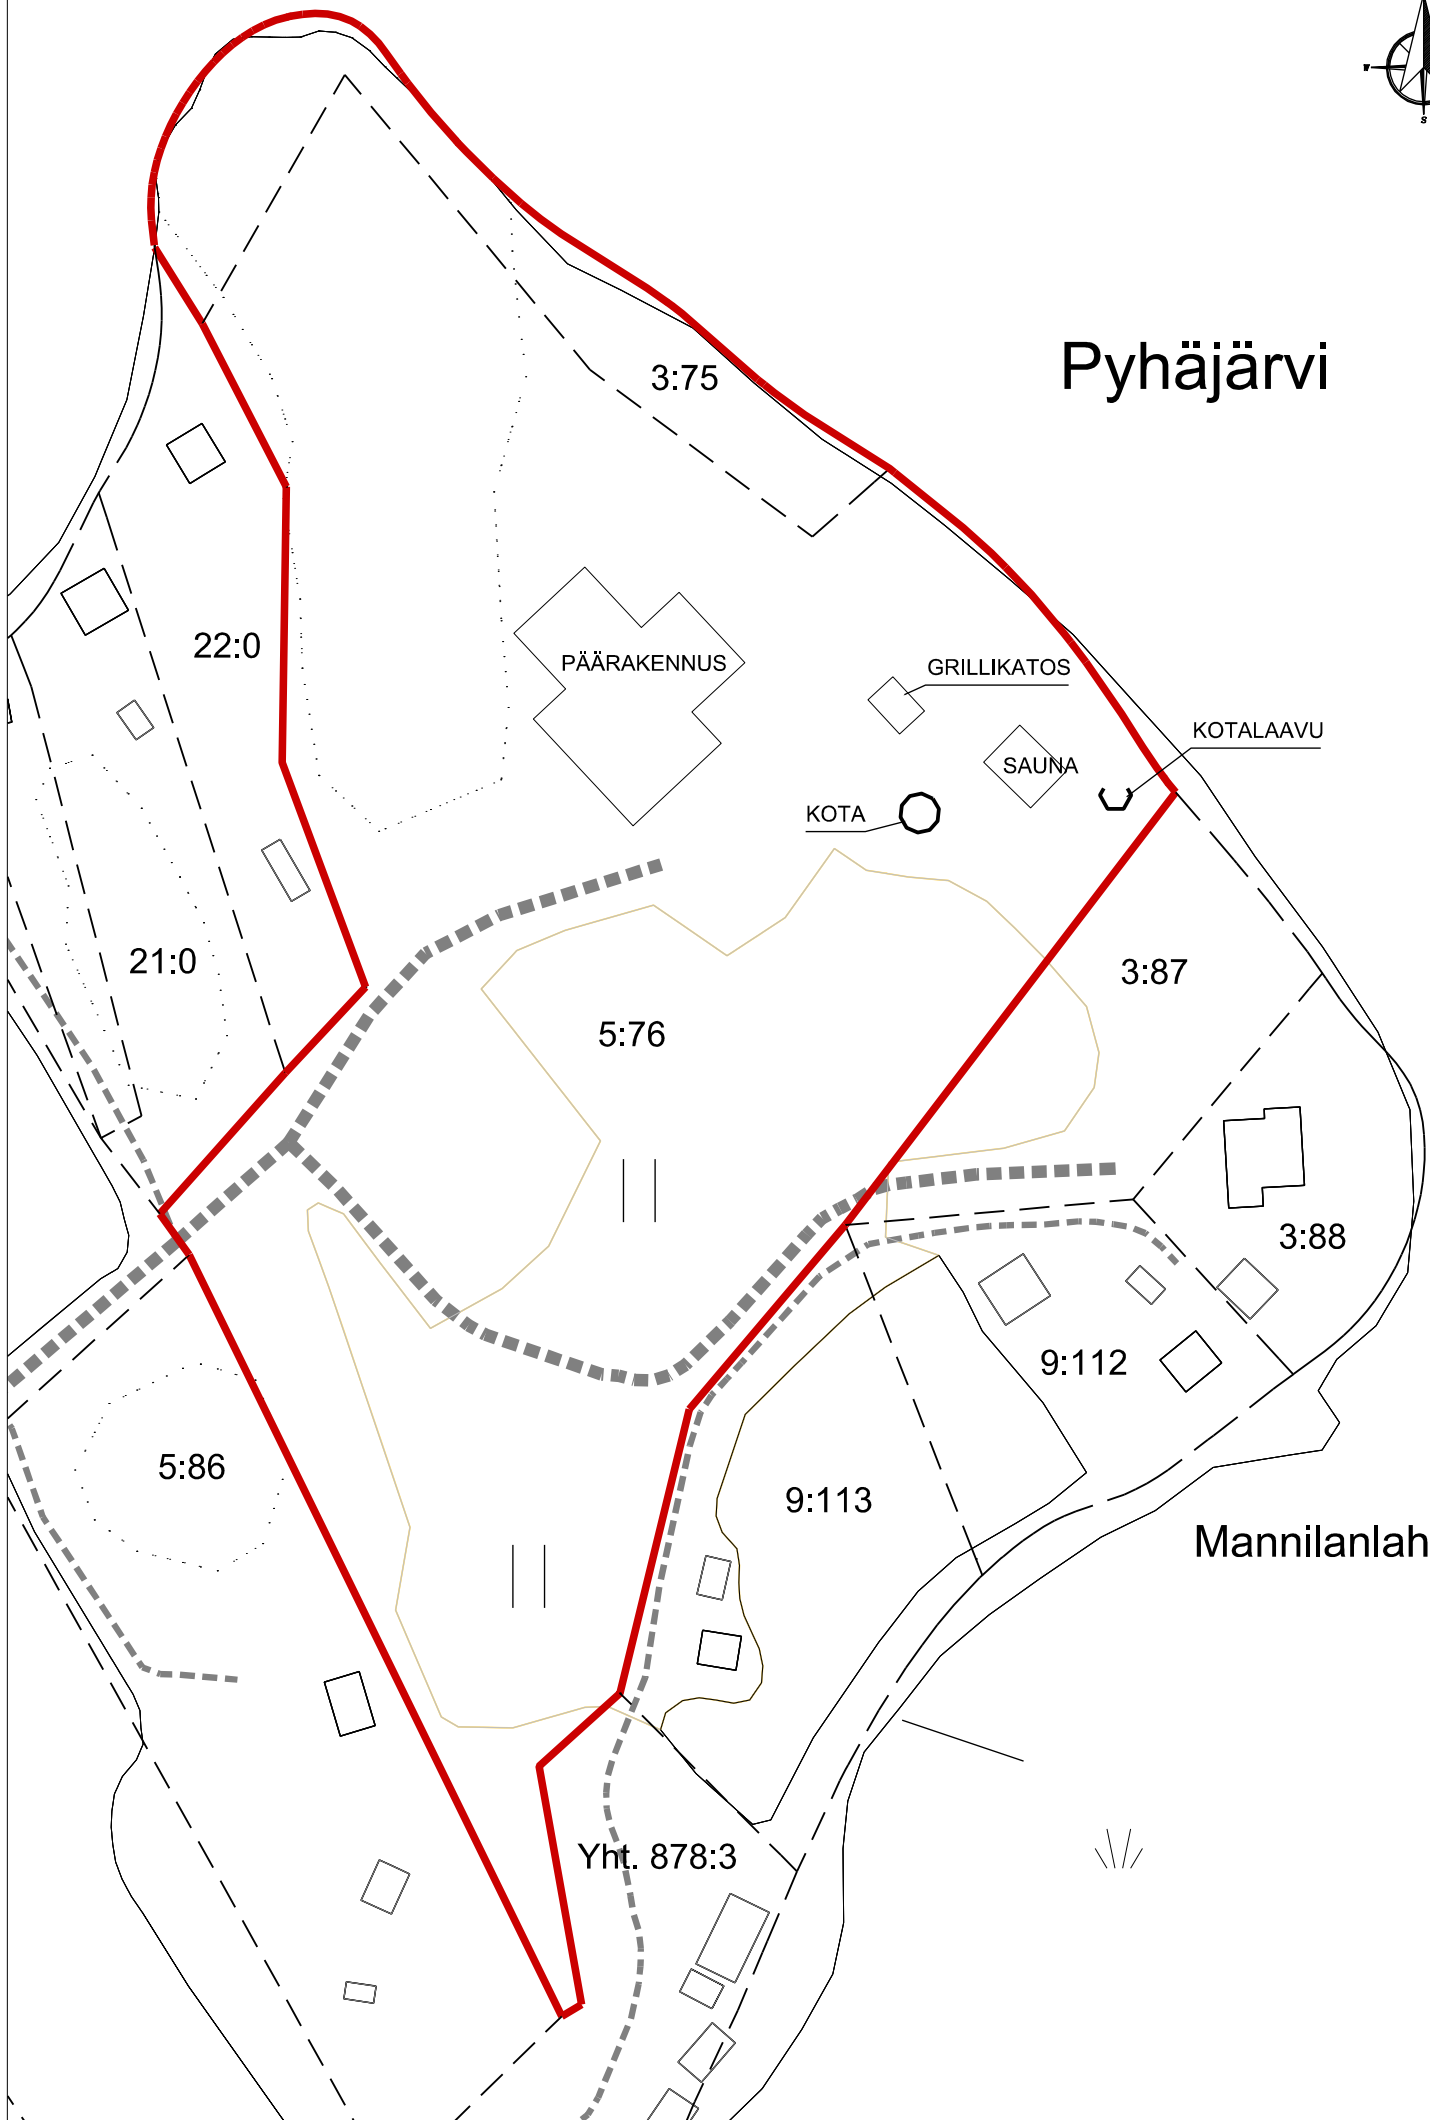 W
S
Pyhäjärvi
3:75
22:0
PÄÄRAKENNUS
GRILLIKATOS
KOTALAAVU
SAUNA
KOTA
21:0
3:87
5:76
3:88
9:112
5:86
9:113
Mannilanlah
Yht. 878:3